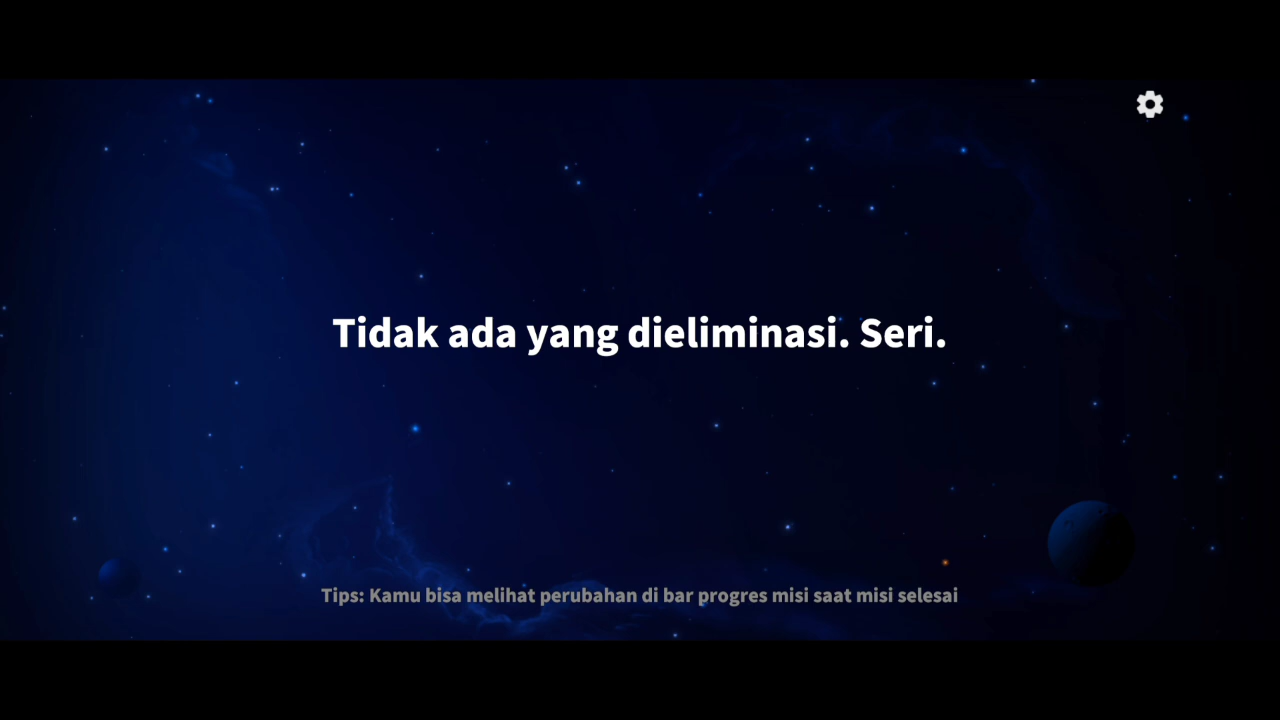 Tidak ada yang dieliminasi. Seri.
Tips: Kamu bisa melihat perubahan di bar progres misi saat misi selesai